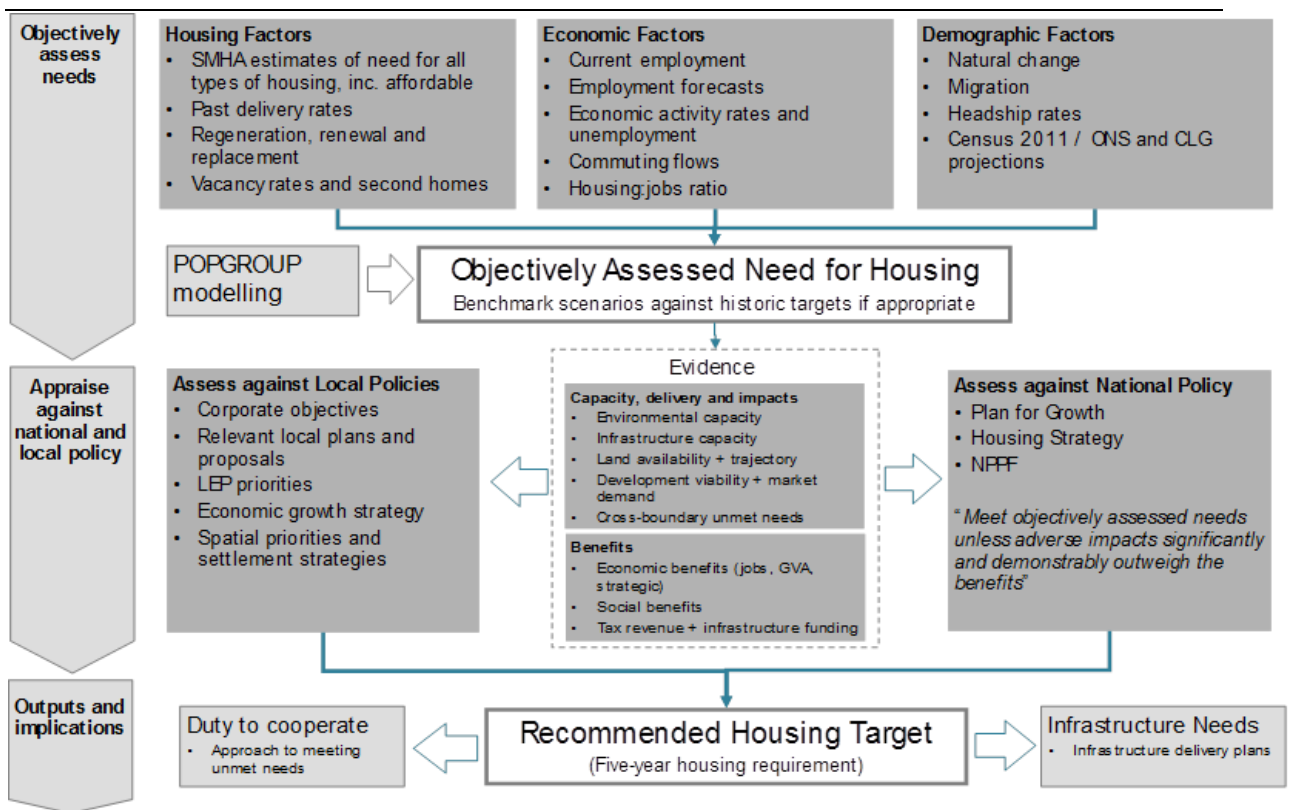 Objectively
assess
needs
Housing Factors
• SMHA estimates of need for all
types of housing, inc. affordable
• Past delivery rates
• Regeneration, renewal and
replacement
• Vacancy rates and second homes
Economic Factors
• Current employment
• Employment forecasts
• Economic activity rates and
unemployment
• Commuting flows
• Housing:jobs ratio
Demographic Factors
• Natural change
• Migration
• Headship rates
• Census 2011 / ONS and CLG
projections
POPGROUP
modelling
Objectively Assessed Need for Housing
Benchmark scenarios against historic targets if appropriate
Appraise
against
national and
local policy
Assess against Local Policies
• Corporate objectives
• Relevant local plans and
proposals
• LEP priorities
• Economic growth strategy
• Spatial priorities and
settlement strategies
Evidence
Capacity, delivery and impacts
• Environmental capacity
• Infrastructure capacity
• Land availability + trajectory
• Development viability + market
demand
• Cross-boundary unmet needs
Benefits
• Economic benefits (jobs, GVA,
strategic)
• Social benefits
• Tax revenue + infrastructure funding
Assess against National Policy
• Plan for Growth
• Housing Strategy
• NPPF
“Meet objectively assessed needs
unless adverse impacts significantly
and demonstrably outweigh the
benefits”
Outputs and
implications
Duty to cooperate
• Approach to meeting
unmet needs
Recommended Housing Target
(Five-year housing requirement)
Infrastructure Needs
• Infrastructure delivery plans